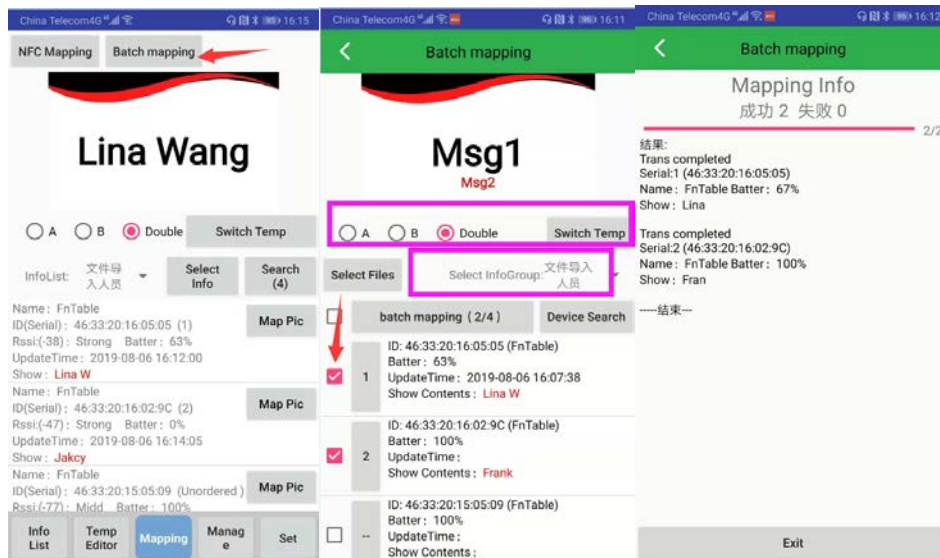 China Telecom4G 16:15
NFC Mapping Batch mapping
Lina Wang
A B Double Switch Temp
InfoList: 文件导入人员 Select Info Search (4)
Name: FnTable
ID(Serial): 46:33:20:16:05:05 (1)
Map Pic
Rssi:(-38): Strong Batter: 63%
UpdateTime: 2019-08-06 16:12:00
Show: Lina W
Name: FnTable
ID(Serial): 46:33:20:16:02:9C (2)
Map Pic
Rssi:(-47): Strong Batter: 0%
UpdateTime: 2019-08-06 16:14:05
Show: Jakcy
Name: FnTable
ID(Serial): 46:33:20:15:05:09 (Unordered )
Map Pic
Rssi:(-77): Midd Batter: 100%
Info List Temp Editor Mapping Manage Set
China Telecom4G 16:11
Batch mapping
Msg1
Msg2
A B Double Switch Temp
Select Files Select InfoGroup: 文件导入人员
batch mapping (2/4) Device Search
ID: 46:33:20:16:05:05 (FnTable)
Batter: 63%
1 UpdateTime: 2019-08-06 16:07:38
Show Contents: Lina W
ID: 46:33:20:16:02:9C (FnTable)
Batter: 100%
2 UpdateTime:
Show Contents: Frank
ID: 46:33:20:15:05:09 (FnTable)
Batter: 100%
-- UpdateTime:
Show Contents:
China Telecom4G 16:12
Batch mapping
Mapping Info
成功 2 失败 0
2/2
结果:
Trans completed
Serial:1 (46:33:20:16:05:05)
Name: FnTable Batter: 67%
Show: Lina
Trans completed
Serial:2 (46:33:20:16:02:9C)
Name: FnTable Batter: 100%
Show: Fran
-----结束---
Exit